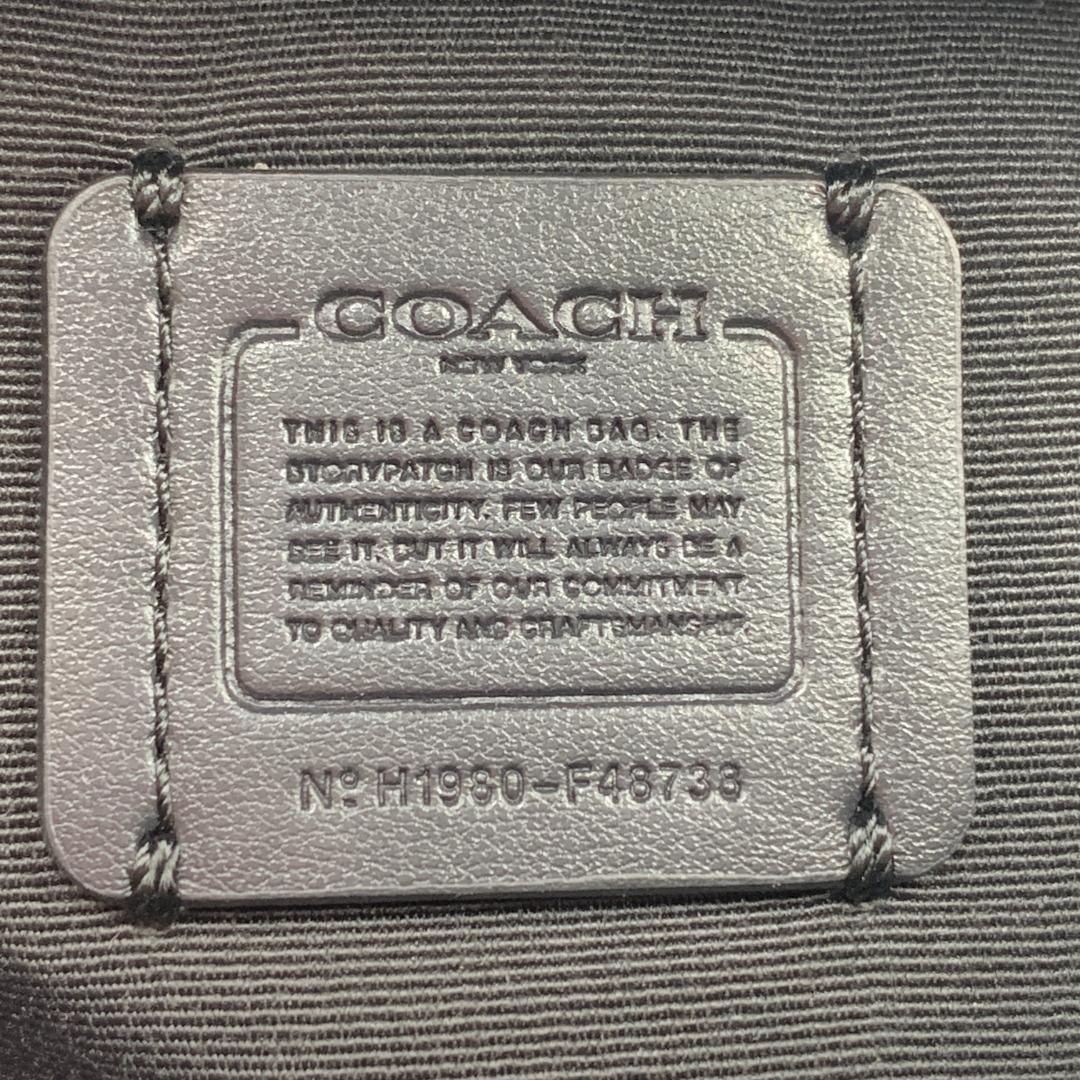 COACH
NEW YORK
THIS IS A COACH BAG. THE
STORYPATCH IS OUR BADGE OF
AUTHENTICITY. FEW PEOPLE MAY
SEE IT, BUT IT WILL ALWAYS BE A
REMINDER OF OUR COMMITMENT
TO QUALITY AND CRAFTSMANSHIP.
Nº H1980-F48738